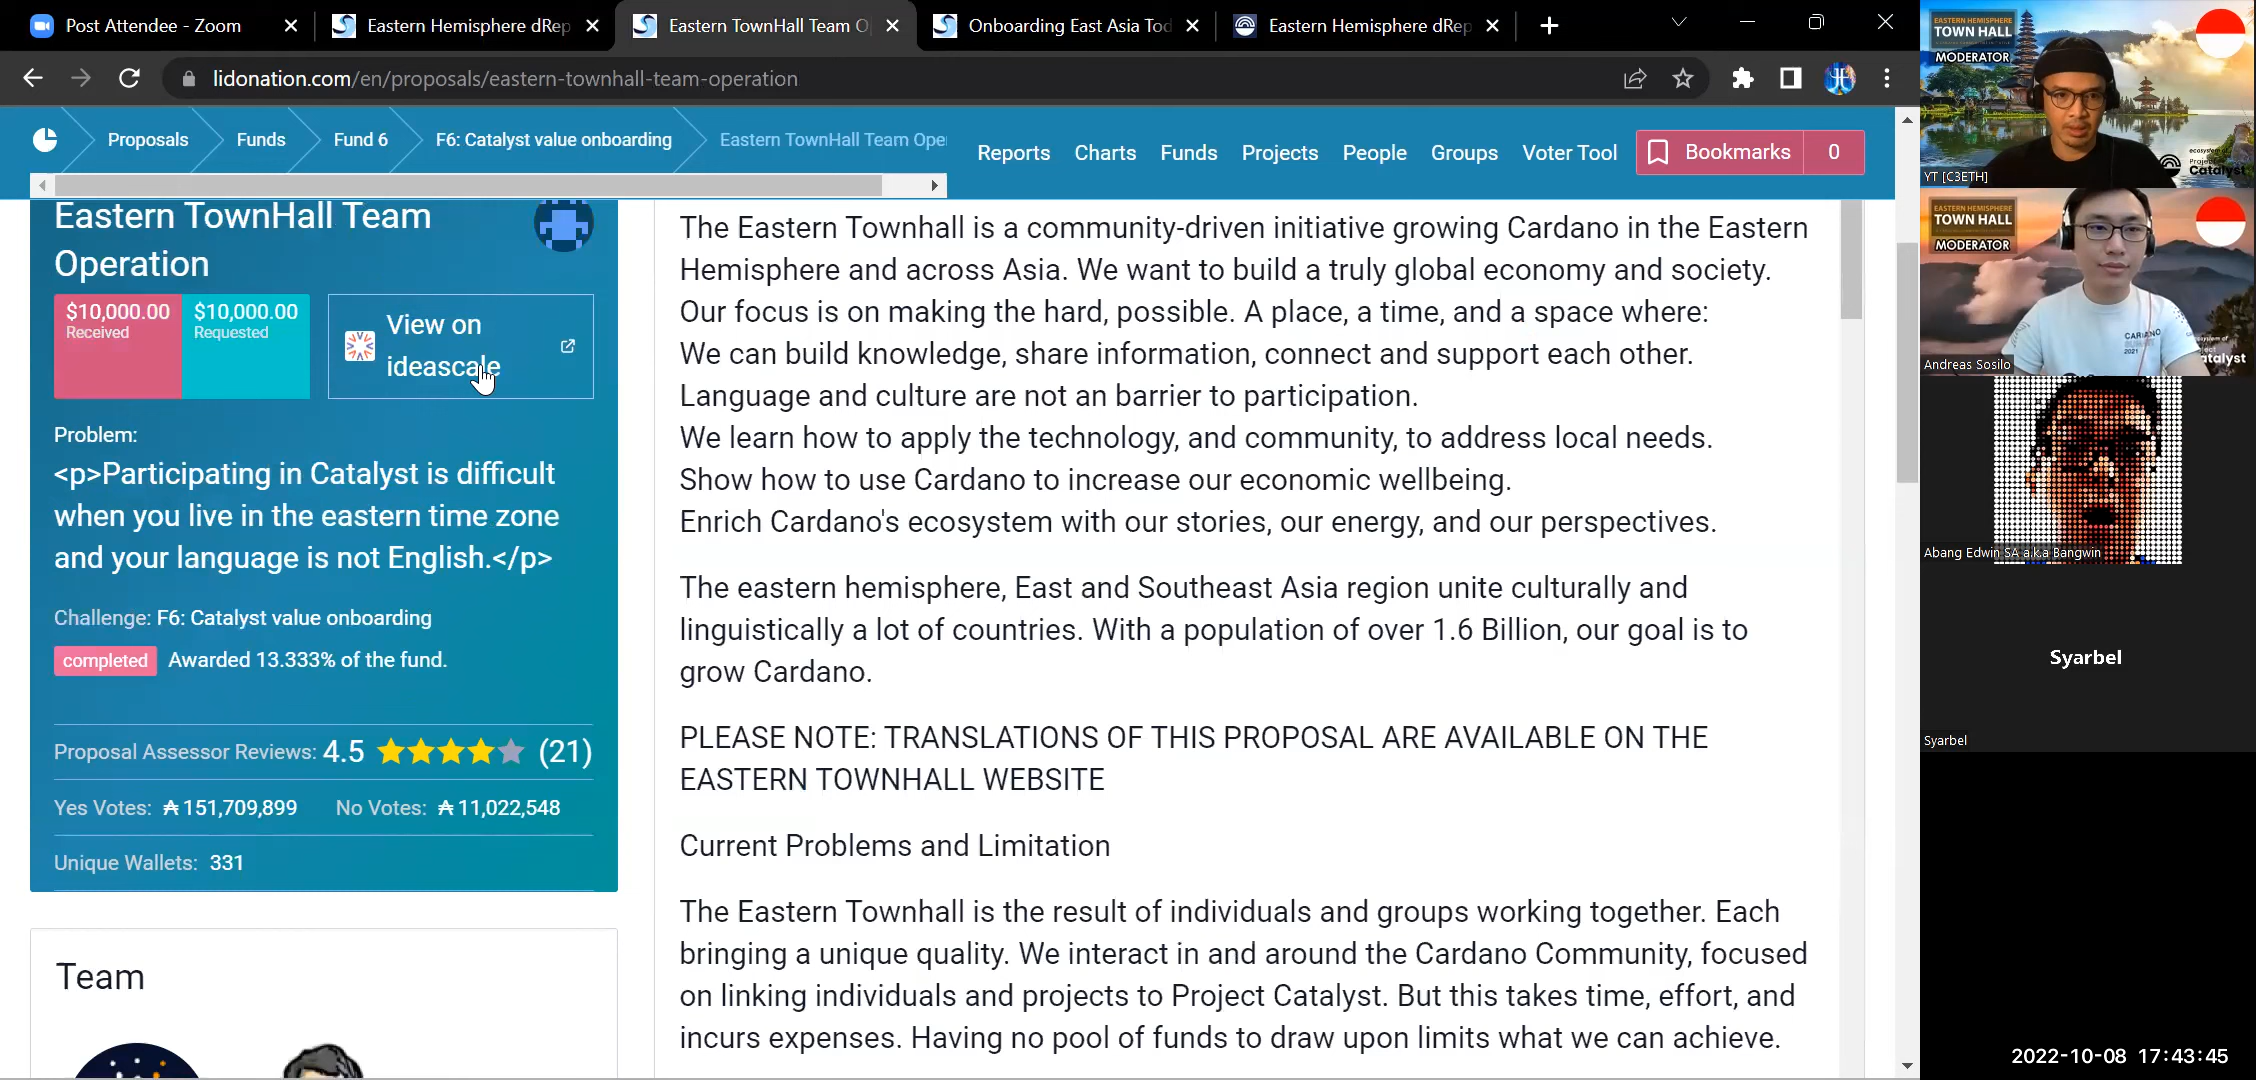 Post Attendee - Zoom
Eastern Hemisphere dRep
Eastern TownHall Team O
Onboarding East Asia Tod
Eastern Hemisphere dRep
lidonation.com/en/proposals/eastern-townhall-team-operation
Proposals
Funds
Fund 6
F6: Catalyst value onboarding
Eastern TownHall Team Ope
Reports
Charts
Funds
Projects
People
Groups
Voter Tool
Bookmarks
0
Eastern TownHall Team
Operation
$10,000.00
Received
$10,000.00
Requested
View on
ideascale
Problem:
<p>Participating in Catalyst is difficult
when you live in the eastern time zone
and your language is not English.</p>
Challenge: F6: Catalyst value onboarding
completed Awarded 13.333% of the fund.
Proposal Assessor Reviews: 4.5 (21)
Yes Votes: ₳ 151,709,899 No Votes: ₳ 11,022,548
Unique Wallets: 331
Team
The Eastern Townhall is a community-driven initiative growing Cardano in the Eastern
Hemisphere and across Asia. We want to build a truly global economy and society.
Our focus is on making the hard, possible. A place, a time, and a space where:
We can build knowledge, share information, connect and support each other.
Language and culture are not an barrier to participation.
We learn how to apply the technology, and community, to address local needs.
Show how to use Cardano to increase our economic wellbeing.
Enrich Cardano's ecosystem with our stories, our energy, and our perspectives.
The eastern hemisphere, East and Southeast Asia region unite culturally and
linguistically a lot of countries. With a population of over 1.6 Billion, our goal is to
grow Cardano.
PLEASE NOTE: TRANSLATIONS OF THIS PROPOSAL ARE AVAILABLE ON THE
EASTERN TOWNHALL WEBSITE
Current Problems and Limitation
The Eastern Townhall is the result of individuals and groups working together. Each
bringing a unique quality. We interact in and around the Cardano Community, focused
on linking individuals and projects to Project Catalyst. But this takes time, effort, and
incurs expenses. Having no pool of funds to draw upon limits what we can achieve.
EASTERN HEMISPHERE
TOWN HALL
MODERATOR
Catalyst
YT [C3ETH]
EASTERN HEMISPHERE
TOWN HALL
MODERATOR
CARDANO
SUMMIT
2021
atalyst
Andreas Sosilo
Abang Edwin SA a.k.a Bangwin
Syarbel
Syarbel
2022-10-08 17:43:45